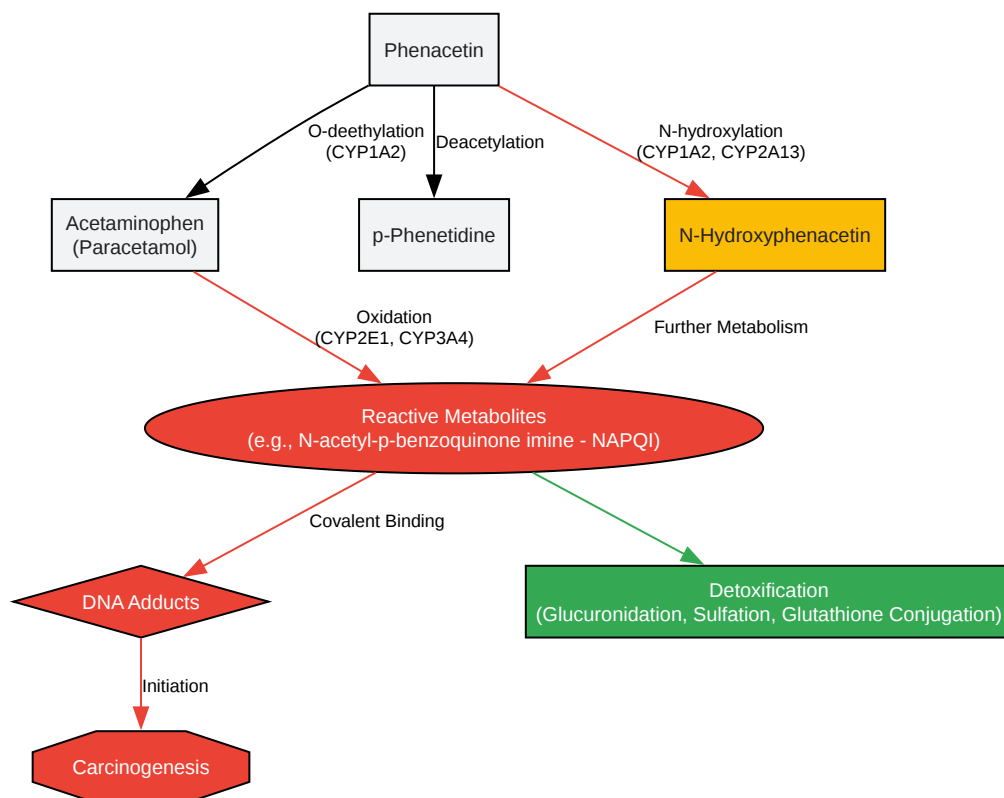 Phenacetin
O-deethylation
(CYP1A2)
Deacetylation
N-hydroxylation
(CYP1A2, CYP2A13)
Acetaminophen
(Paracetamol)
p-Phenetidine
N-Hydroxyphenacetin
Oxidation
(CYP2E1, CYP3A4)
Further Metabolism
Reactive Metabolites
(e.g., N-acetyl-p-benzoquinone imine - NAPQI)
Covalent Binding
DNA Adducts
Detoxification
(Glucuronidation, Sulfation, Glutathione Conjugation)
Initiation
Carcinogenesis